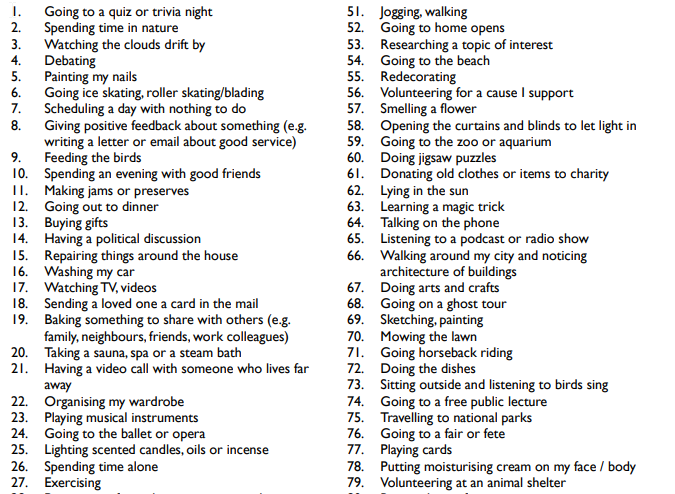 1. Going to a quiz or trivia night
2. Spending time in nature
3. Watching the clouds drift by
4. Debating
5. Painting my nails
6. Going ice skating, roller skating/blading
7. Scheduling a day with nothing to do
8. Giving positive feedback about something (e.g.
writing a letter or email about good service)
9. Feeding the birds
10. Spending an evening with good friends
11. Making jams or preserves
12. Going out to dinner
13. Buying gifts
14. Having a political discussion
15. Repairing things around the house
16. Washing my car
17. Watching TV, videos
18. Sending a loved one a card in the mail
19. Baking something to share with others (e.g.
family, neighbours, friends, work colleagues)
20. Taking a sauna, spa or a steam bath
21. Having a video call with someone who lives far
away
22. Organising my wardrobe
23. Playing musical instruments
24. Going to the ballet or opera
25. Lighting scented candles, oils or incense
26. Spending time alone
27. Exercising
51. Jogging, walking
52. Going to home opens
53. Researching a topic of interest
54. Going to the beach
55. Redecorating
56. Volunteering for a cause I support
57. Smelling a flower
58. Opening the curtains and blinds to let light in
59. Going to the zoo or aquarium
60. Doing jigsaw puzzles
61. Donating old clothes or items to charity
62. Lying in the sun
63. Learning a magic trick
64. Talking on the phone
65. Listening to a podcast or radio show
66. Walking around my city and noticing
architecture of buildings
67. Doing arts and crafts
68. Going on a ghost tour
69. Sketching, painting
70. Mowing the lawn
71. Going horseback riding
72. Doing the dishes
73. Sitting outside and listening to birds sing
74. Going to a free public lecture
75. Travelling to national parks
76. Going to a fair or fete
77. Playing cards
78. Putting moisturising cream on my face / body
79. Volunteering at an animal shelter